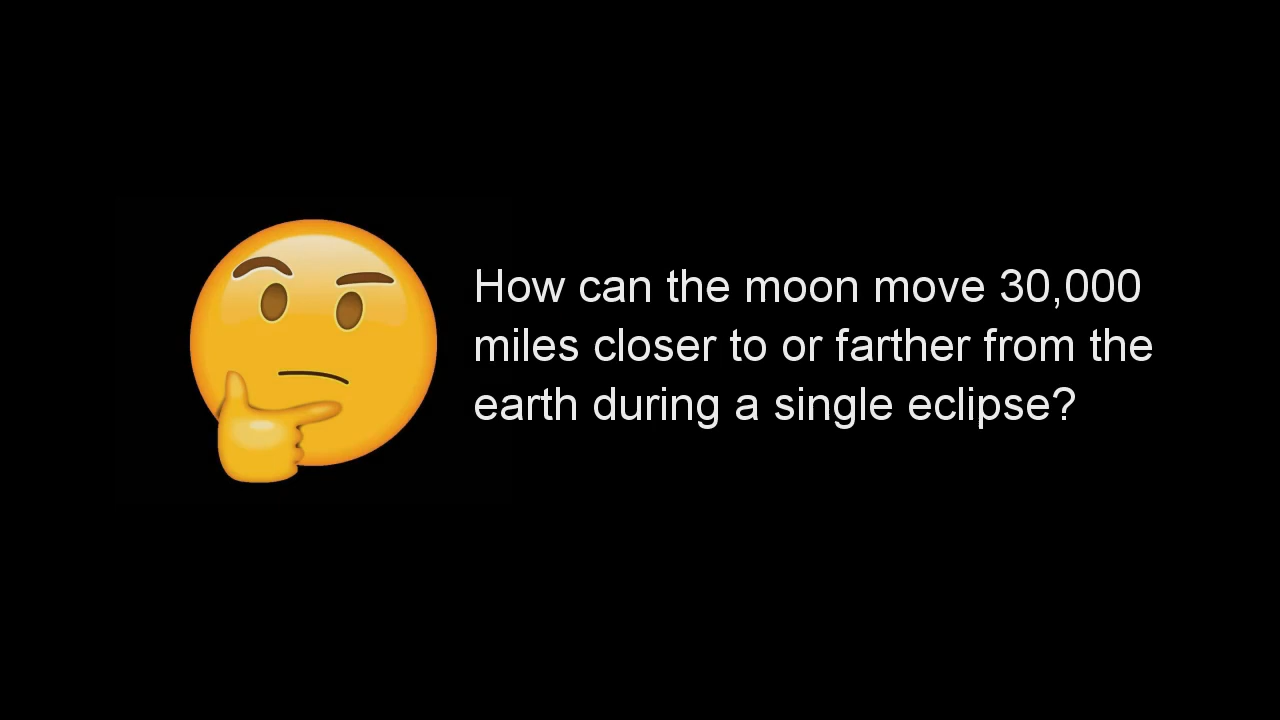 How can the moon move 30,000
miles closer to or farther from the
earth during a single eclipse?